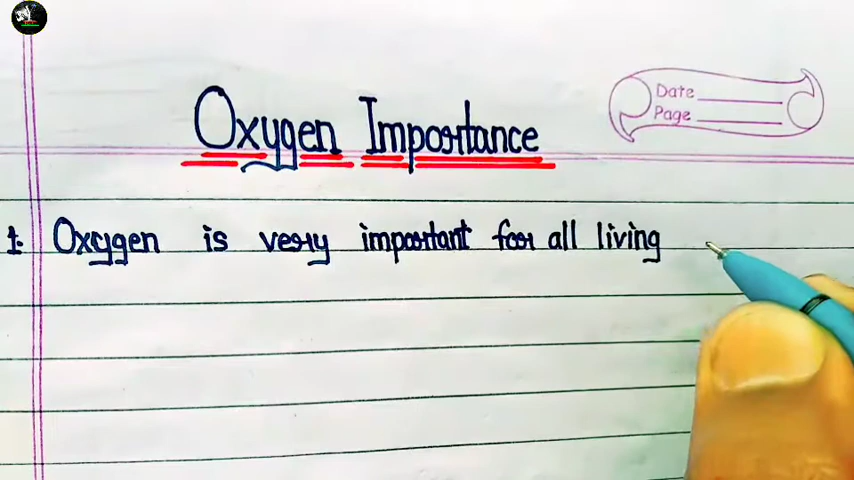 Oxygen Importance
Date
Page
1. Oxygen is very important for all living